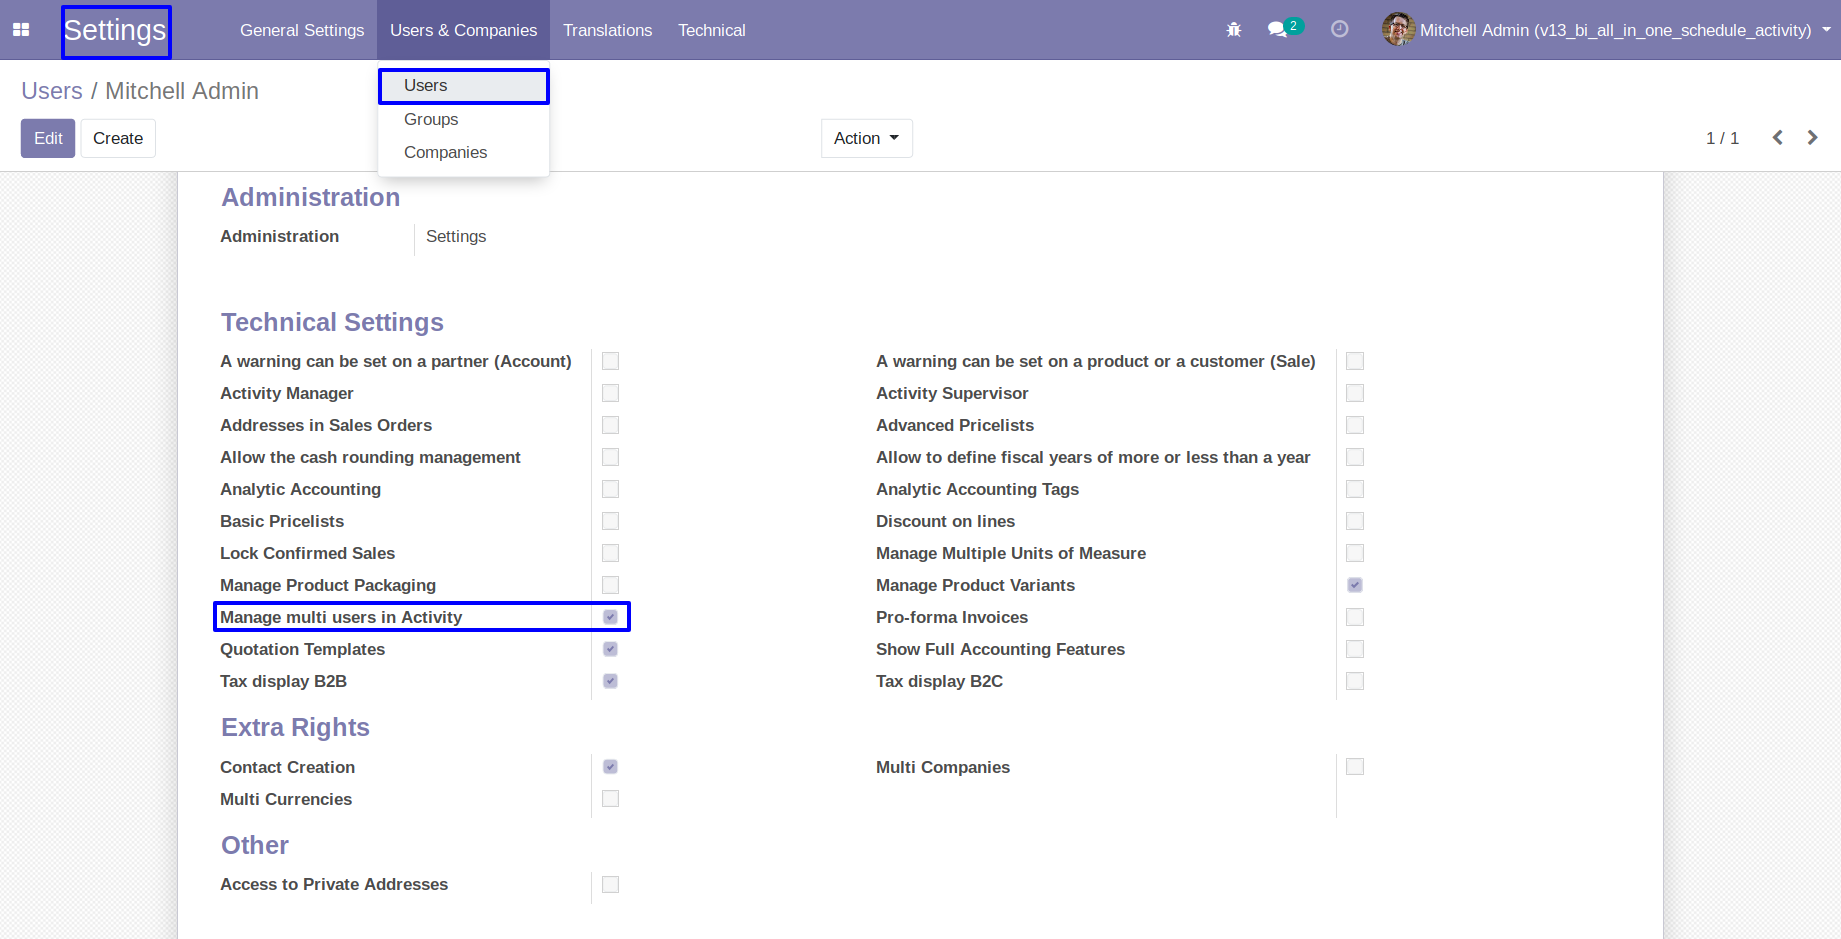 Settings General Settings Users & Companies Translations Technical 2 Mitchell Admin (v13_bi_all_in_one_schedule_activity)
Users / Mitchell Admin
Users
Groups
Companies
Edit Create Action 1 / 1
Administration
Administration Settings
Technical Settings
A warning can be set on a partner (Account) A warning can be set on a product or a customer (Sale)
Activity Manager Activity Supervisor
Addresses in Sales Orders Advanced Pricelists
Allow the cash rounding management Allow to define fiscal years of more or less than a year
Analytic Accounting Analytic Accounting Tags
Basic Pricelists Discount on lines
Lock Confirmed Sales Manage Multiple Units of Measure
Manage Product Packaging Manage Product Variants
Manage multi users in Activity Pro-forma Invoices
Quotation Templates Show Full Accounting Features
Tax display B2B Tax display B2C
Extra Rights
Contact Creation Multi Companies
Multi Currencies
Other
Access to Private Addresses